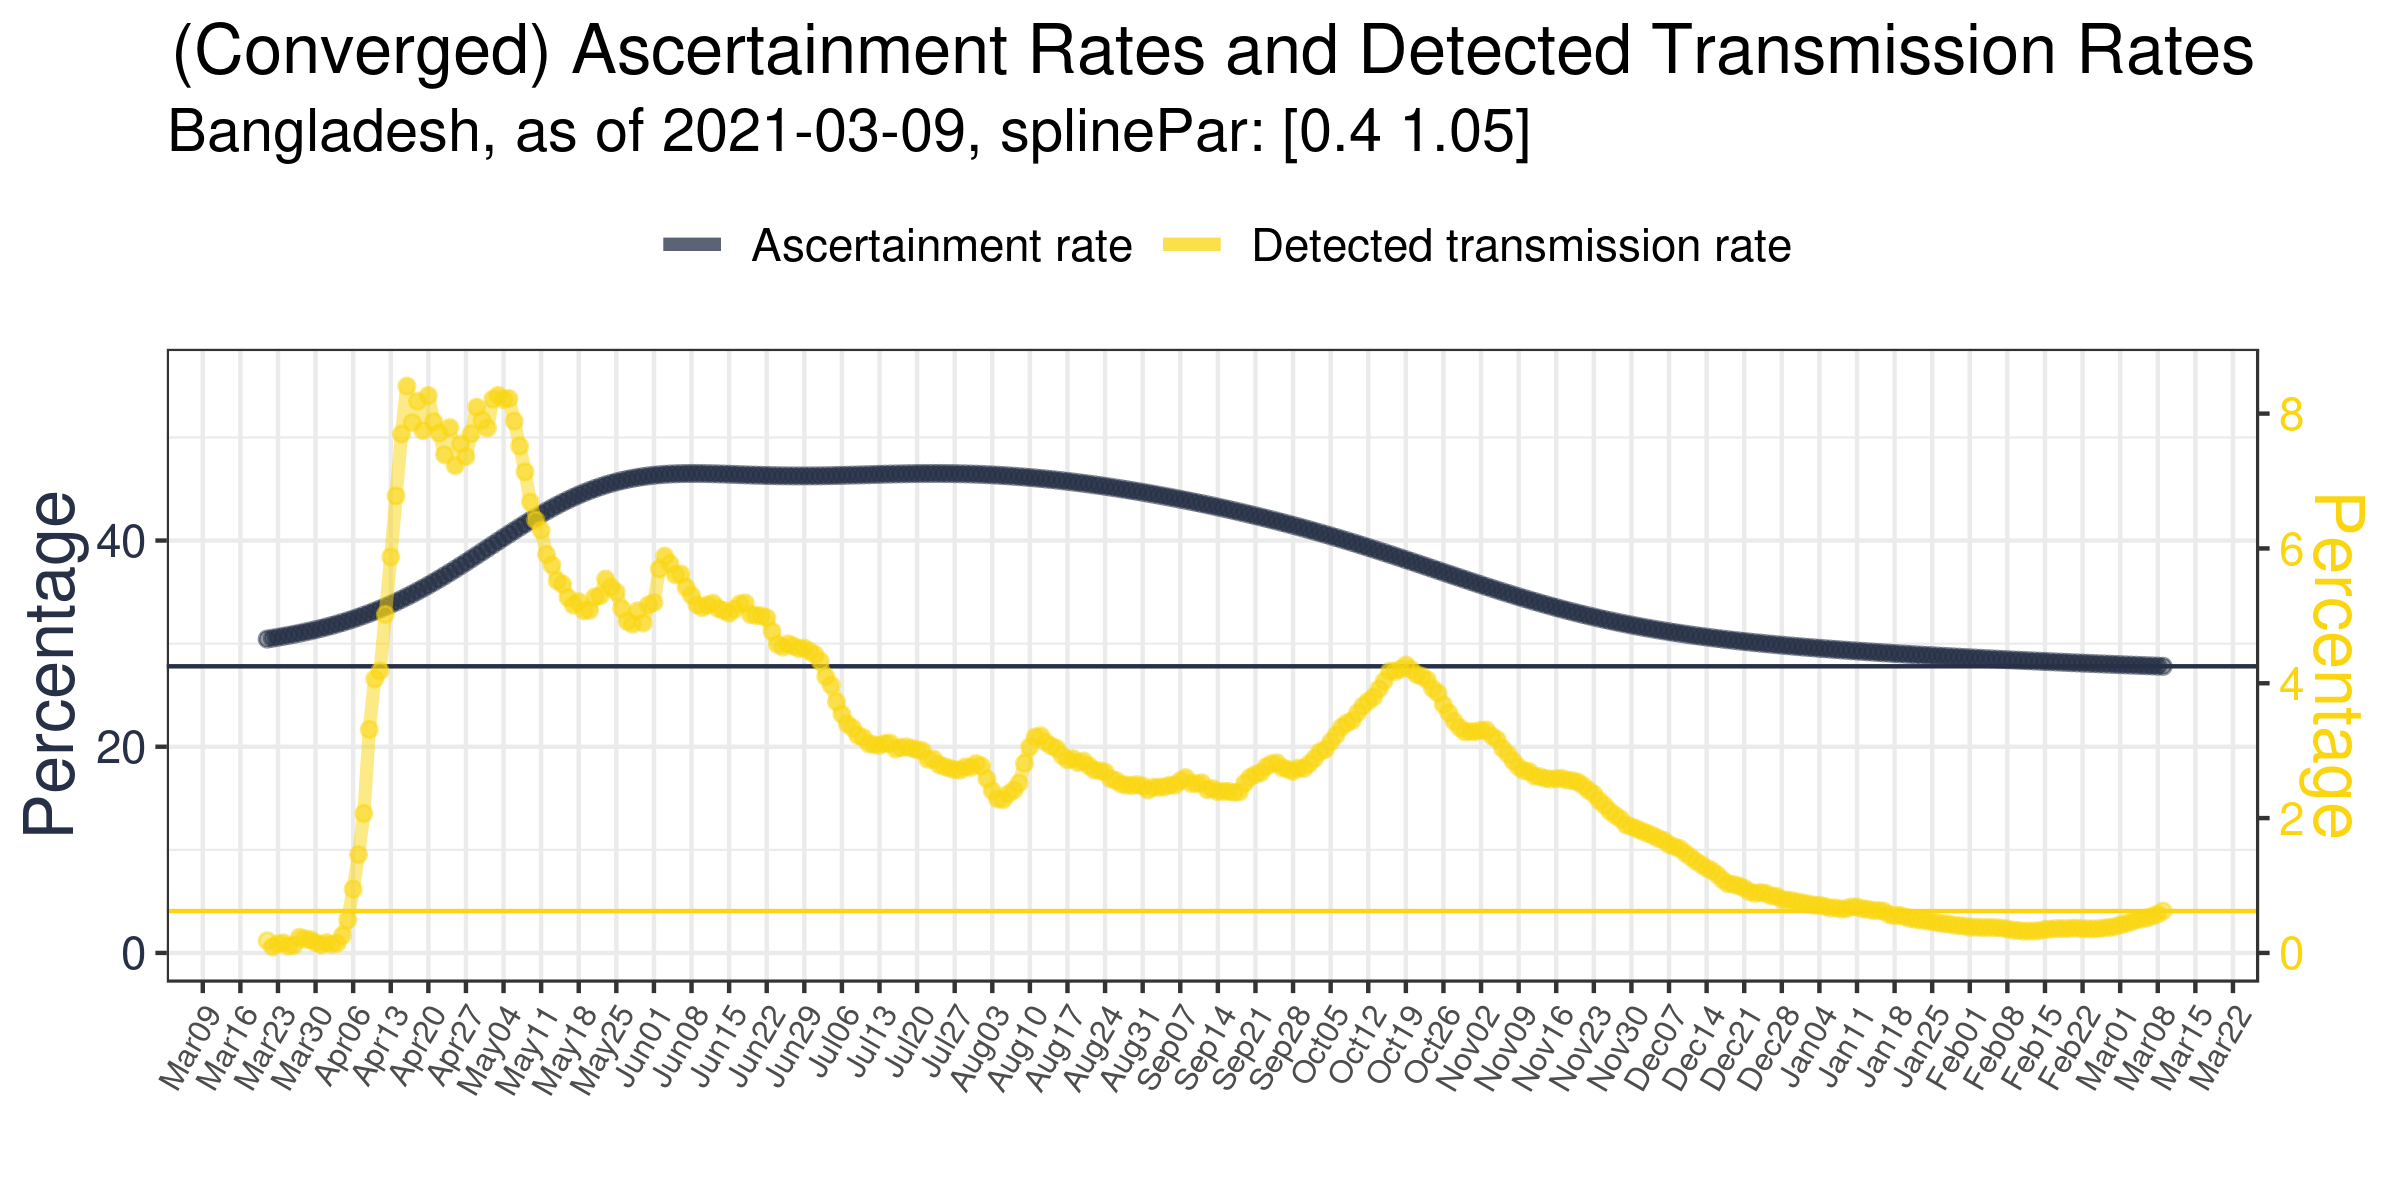 (Converged) Ascertainment Rates and Detected Transmission Rates
Bangladesh, as of 2021-03-09, splinePar: [0.4 1.05]
Ascertainment rate Detected transmission rate
Percentage
40
20
0
8
6
4
2
0
Percentage
Mar09 Mar16 Mar23 Mar30 Apr06 Apr13 Apr20 Apr27 May04 May11 May18 May25 Jun01 Jun08 Jun15 Jun22 Jun29 Jul06 Jul13 Jul20 Jul27 Aug03 Aug10 Aug17 Aug24 Aug31 Sep07 Sep14 Sep21 Sep28 Oct05 Oct12 Oct19 Oct26 Nov02 Nov09 Nov16 Nov23 Nov30 Dec07 Dec14 Dec21 Dec28 Jan04 Jan11 Jan18 Jan25 Feb01 Feb08 Feb15 Feb22 Mar01 Mar08 Mar15 Mar22